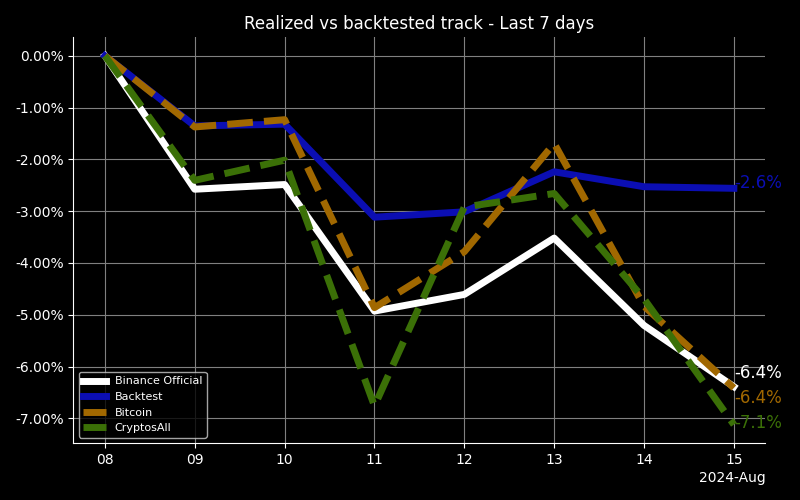 Realized vs backtested track - Last 7 days
0.00%
-1.00%
-2.00%
-3.00%
-4.00%
-5.00%
-6.00%
-7.00%
-2.6%
-6.4%
-6.4%
-7.1%
Binance Official
Backtest
Bitcoin
CryptosAll
08 09 10 11 12 13 14 15
2024-Aug